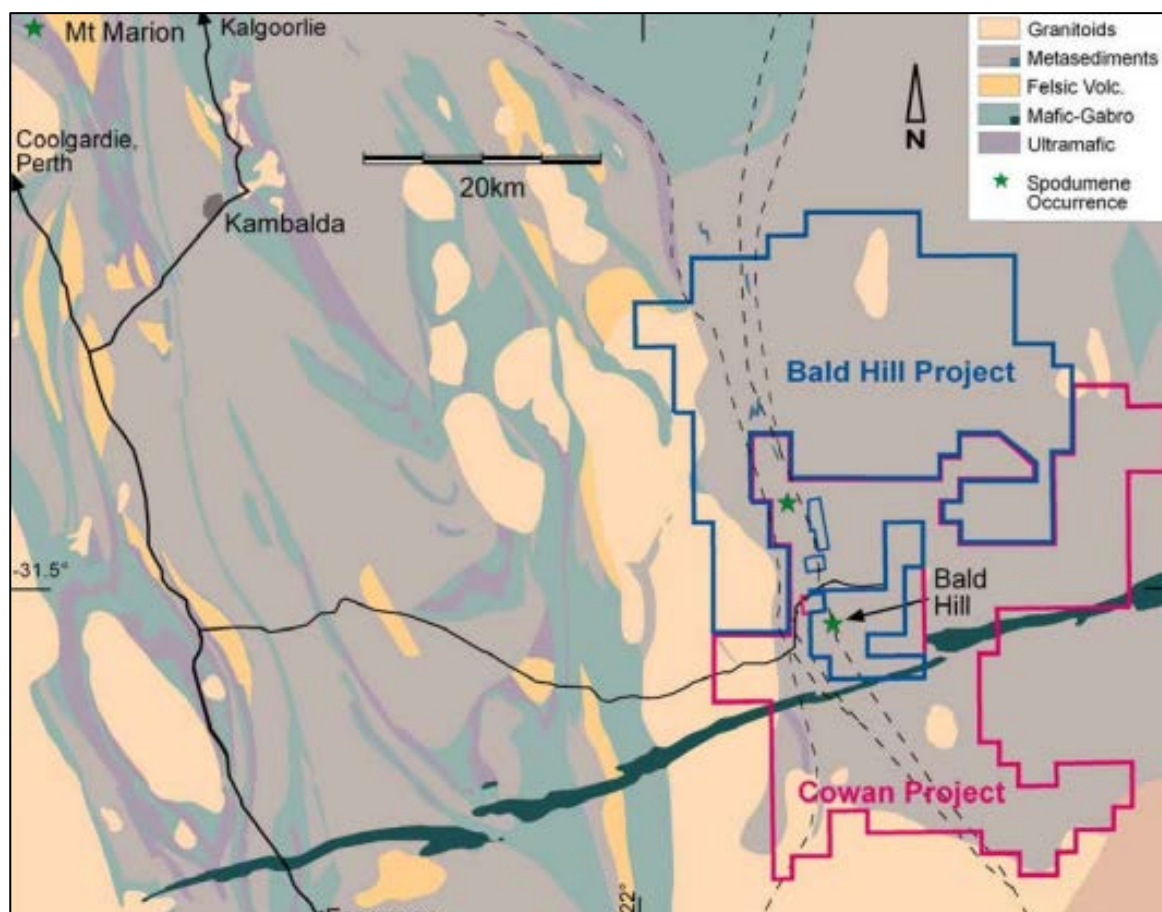 Mt Marion
Kalgoorlie
Coolgardie,
Perth
Kambalda
20km
N
Granitoids
Metasediments
Felsic Volc.
Mafic-Gabro
Ultramafic
Spodumene
Occurrence
Bald Hill Project
-31.5°
Bald
Hill
Cowan Project
22°